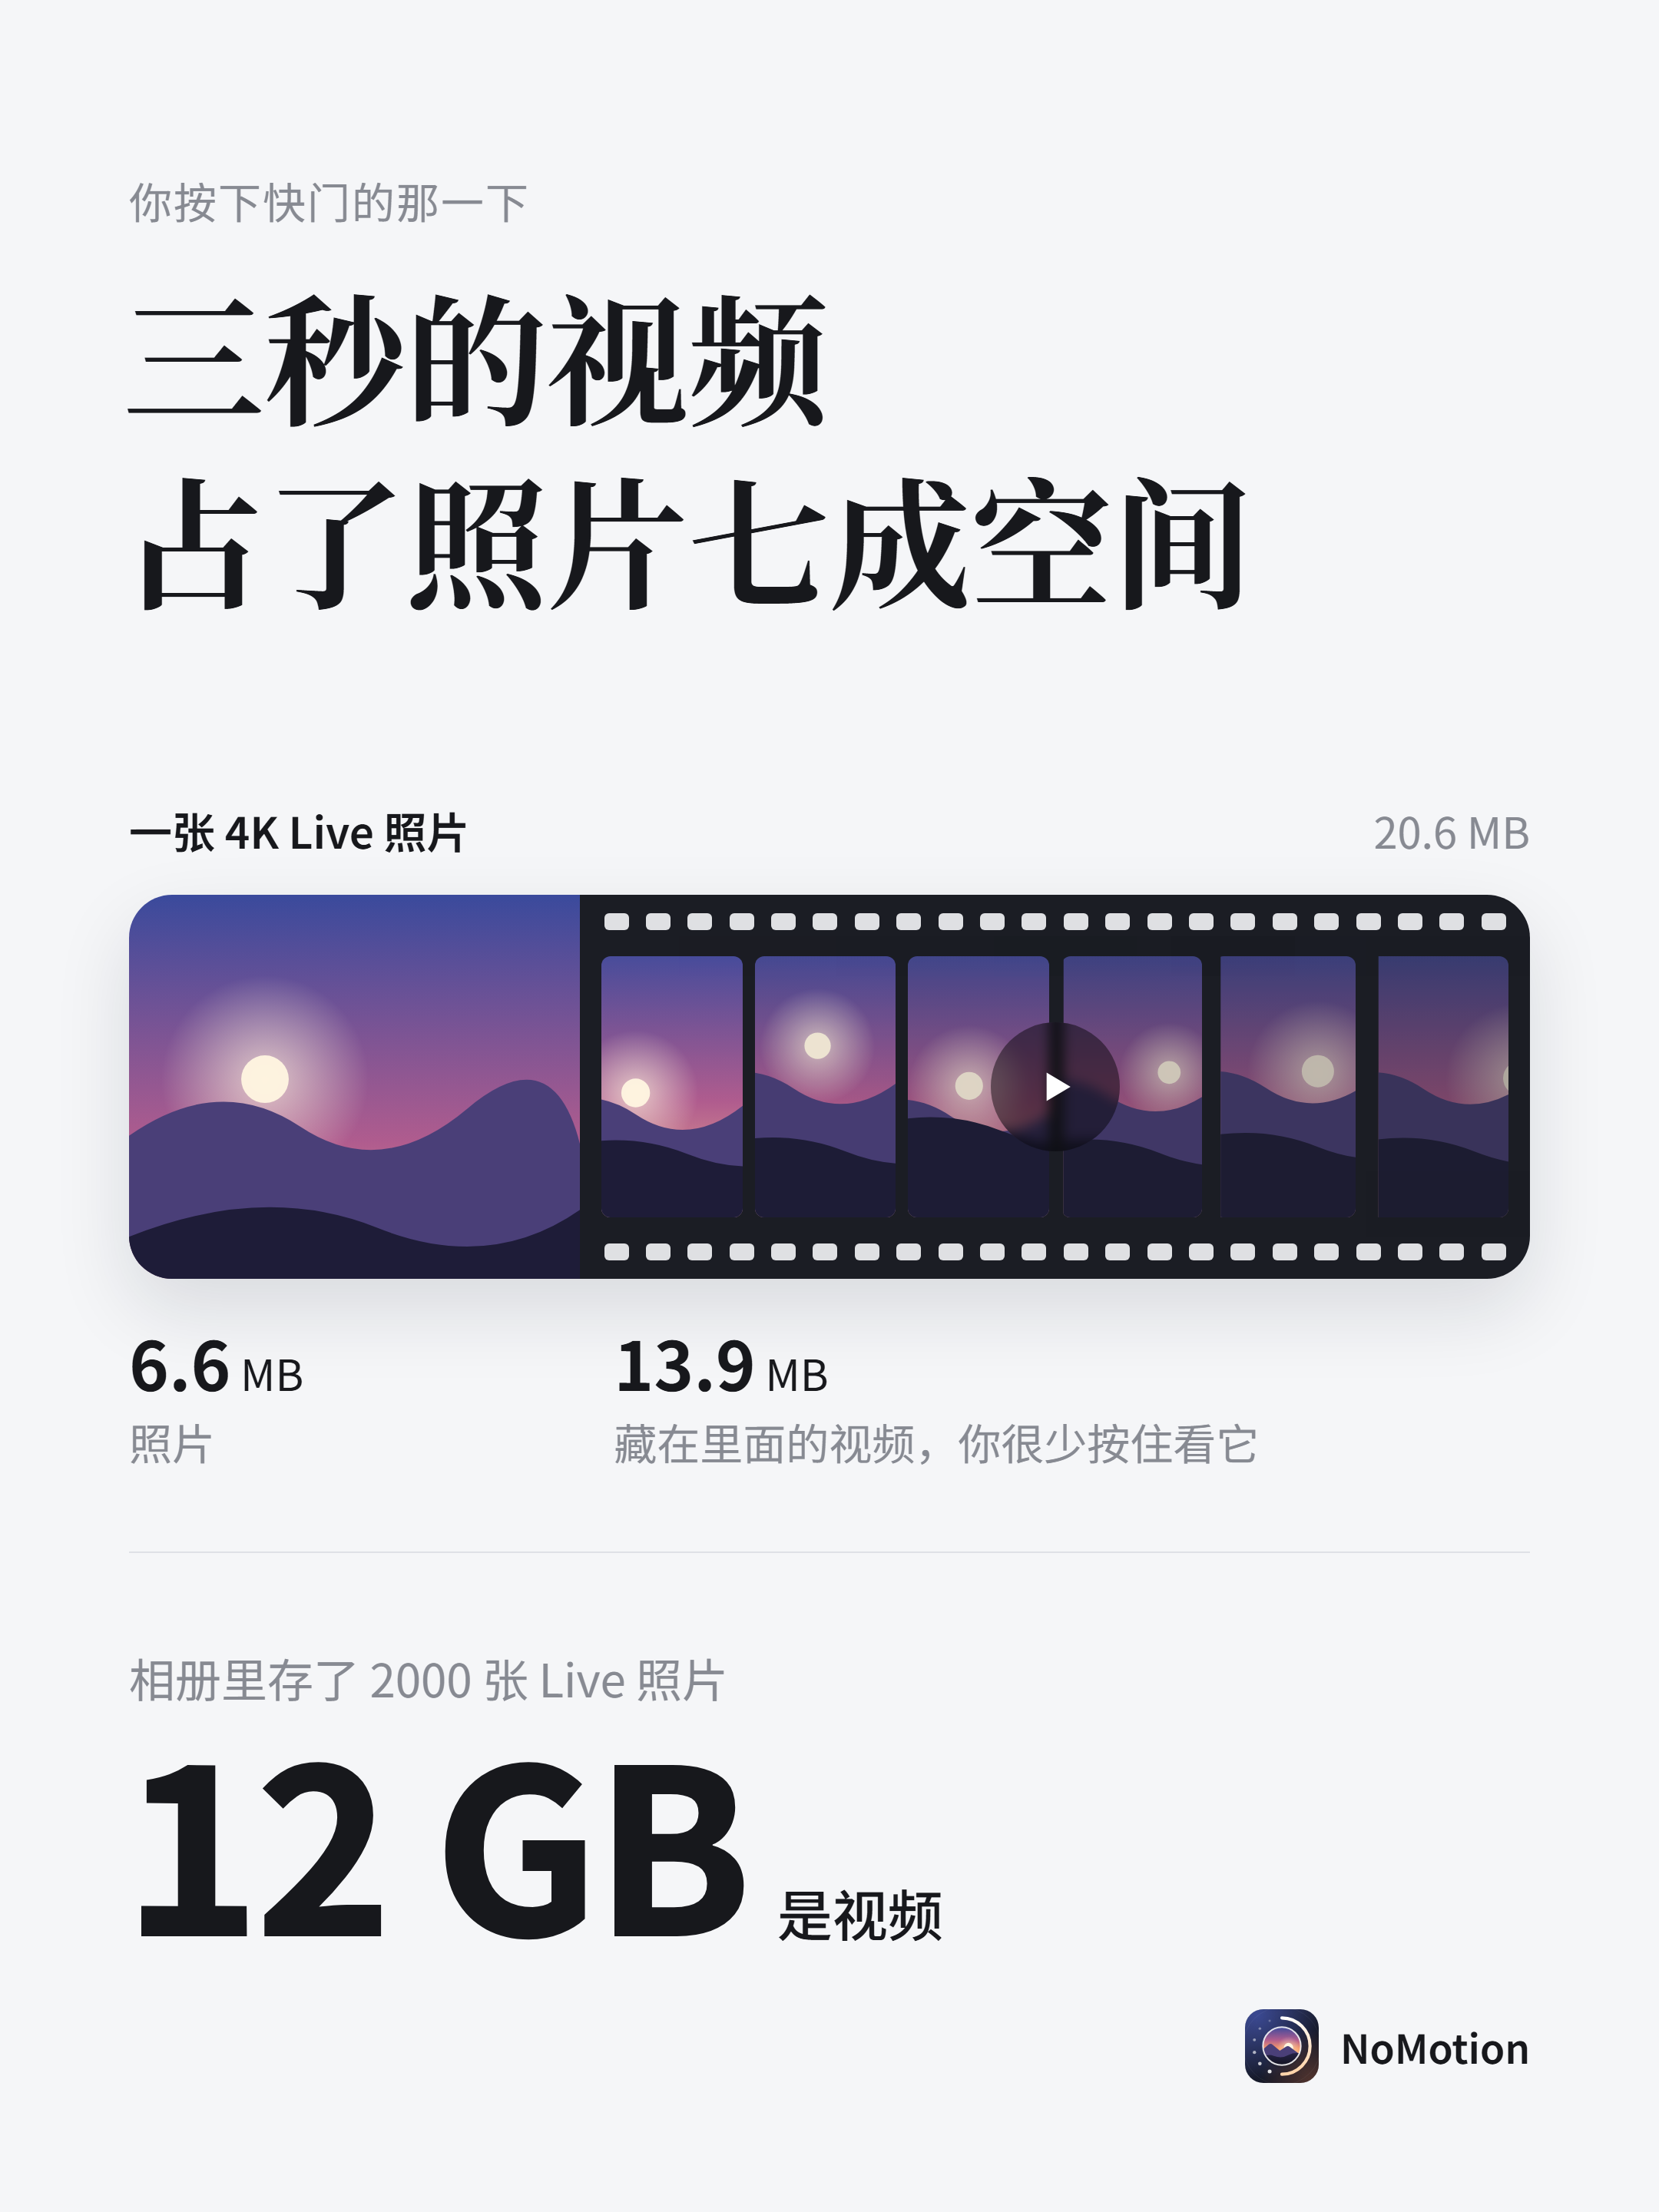 你按下快门的那一下
三秒的视频
占了照片七成空间
一张 4K Live 照片
20.6 MB
6.6 MB
13.9 MB
照片
藏在里面的视频，你很少按住看它
相册里存了 2000 张 Live 照片
12 GB 是视频
NoMotion